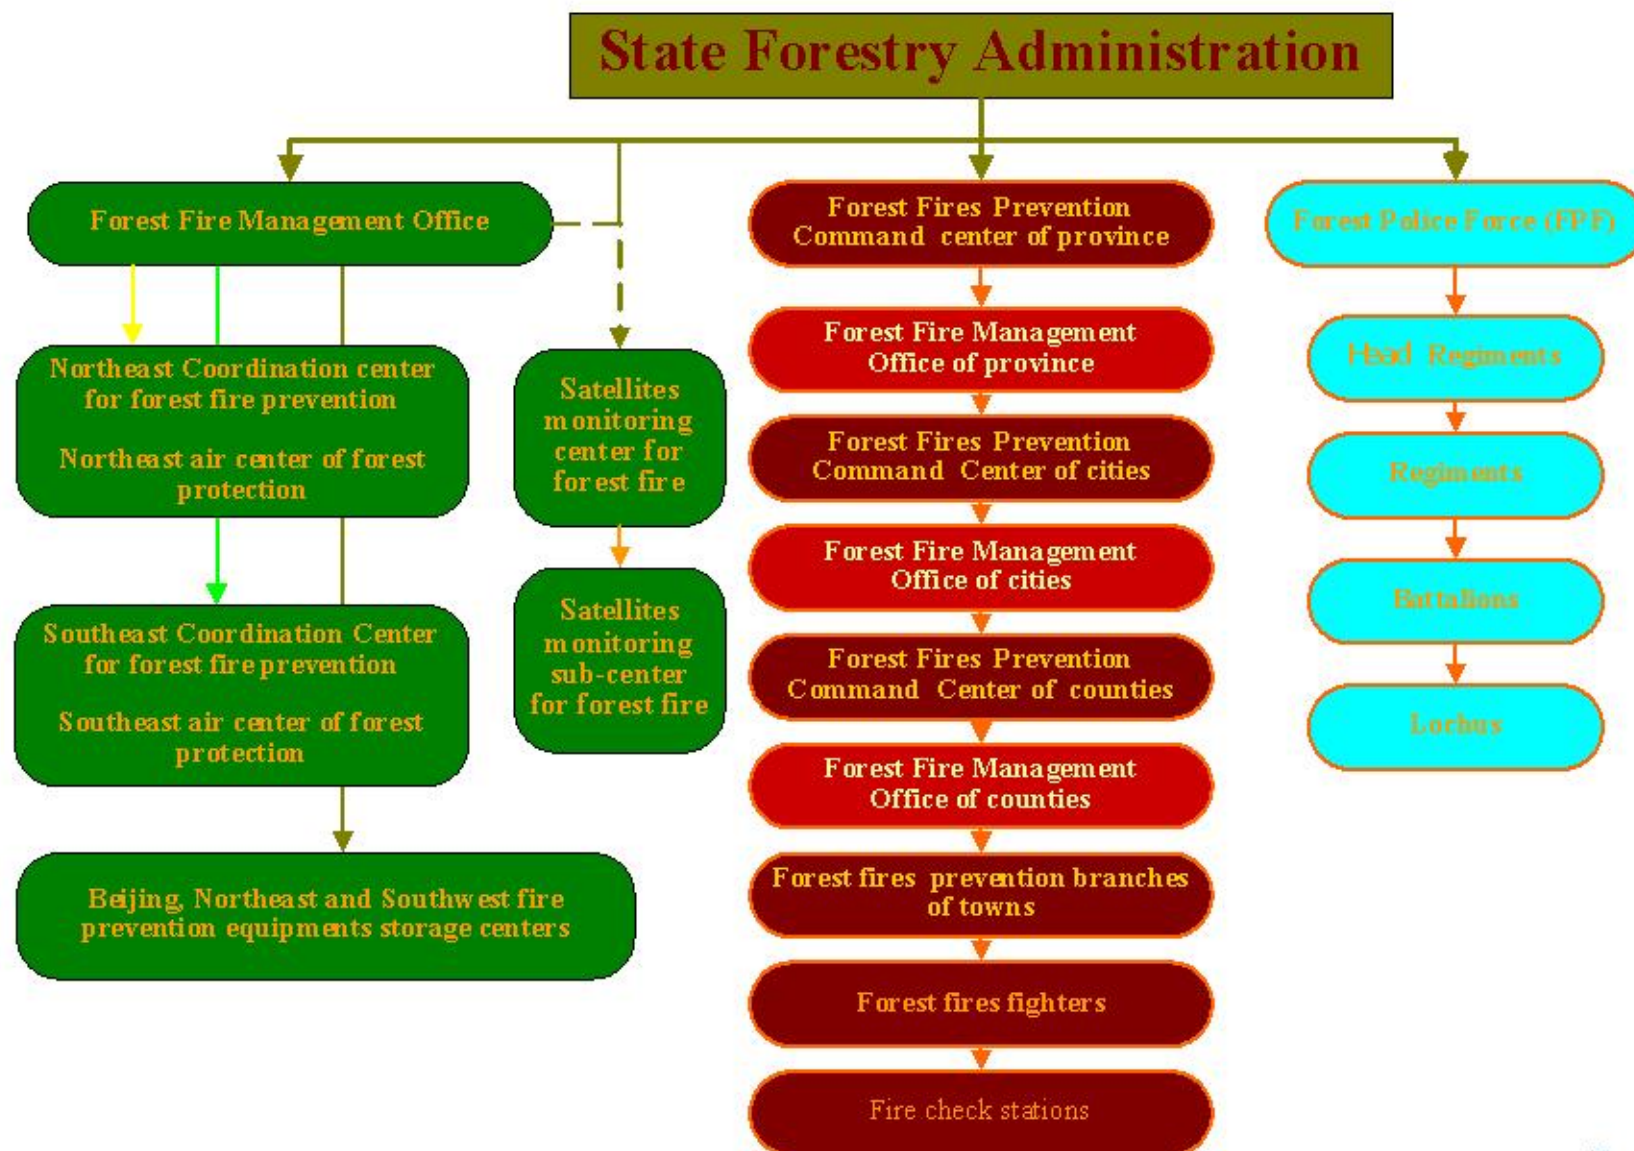 State Forestry Administration
Forest Fire Management Office
Northeast Coordination center
for forest fire prevention
Northeast air center of forest
protection
Southeast Coordination Center
for forest fire prevention
Southeast air center of forest
protection
Beijing, Northeast and Southwest fire
prevention equipments storage centers
Satellites
monitoring
center for
forest fire
Satellites
monitoring
sub-center
for forest fire
Forest Fires Prevention
Command center of province
Forest Fire Management
Office of province
Forest Fires Prevention
Command Center of cities
Forest Fire Management
Office of cities
Forest Fires Prevention
Command Center of counties
Forest Fire Management
Office of counties
Forest fires prevention branches
of towns
Forest fires fighters
Fire check stations
Forest Police Force (FPF)
Head Regiments
Regiments
Battalions
Lochus